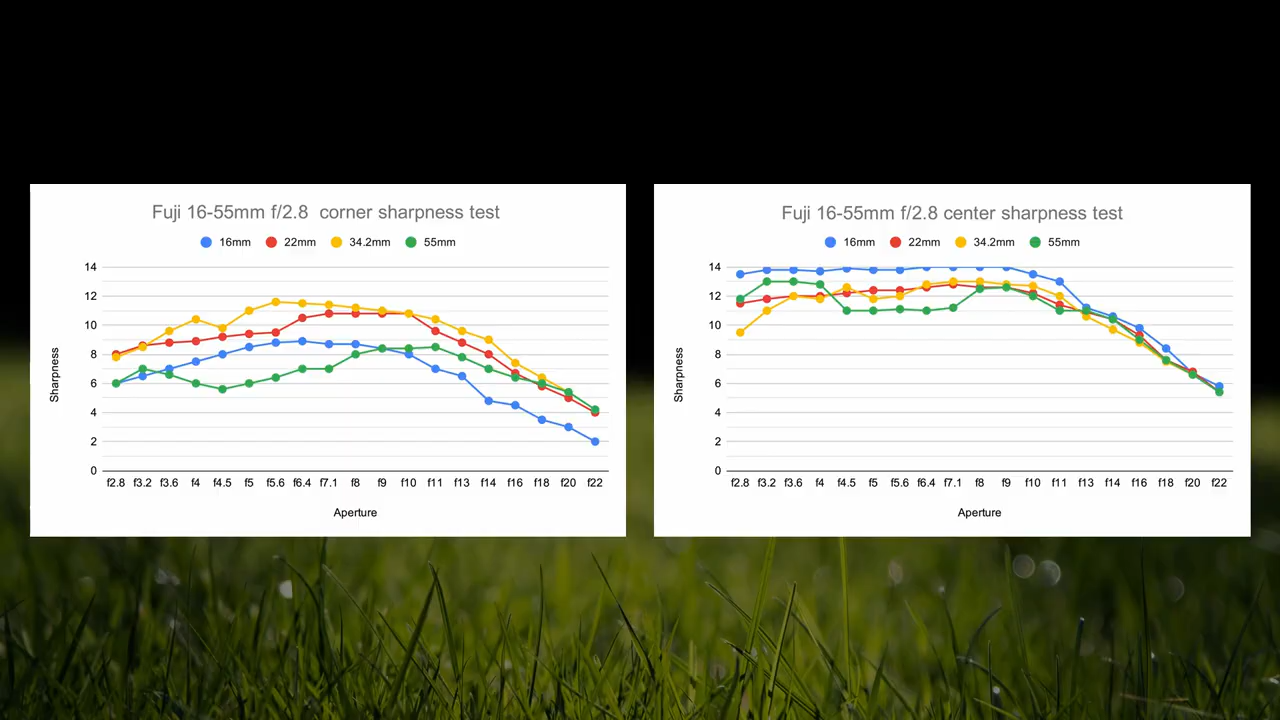 Fuji 16-55mm f/2.8  corner sharpness test
16mm 22mm 34.2mm 55mm
14
12
10
8
6
4
2
0
Sharpness
f2.8 f3.2 f3.6 f4 f4.5 f5 f5.6 f6.4 f7.1 f8 f9 f10 f11 f13 f14 f16 f18 f20 f22
Aperture
Fuji 16-55mm f/2.8 center sharpness test
16mm 22mm 34.2mm 55mm
14
12
10
8
6
4
2
0
Sharpness
f2.8 f3.2 f3.6 f4 f4.5 f5 f5.6 f6.4 f7.1 f8 f9 f10 f11 f13 f14 f16 f18 f20 f22
Aperture